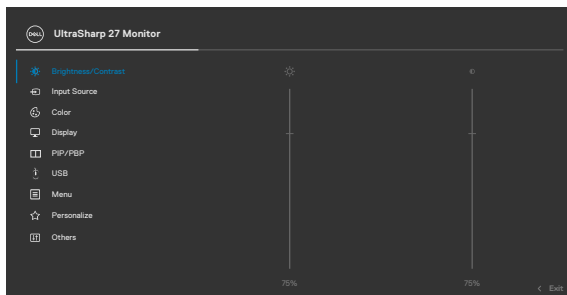 DELL
UltraSharp 27 Monitor
Brightness/Contrast
Input Source
Color
Display
PIP/PBP
USB
Menu
Personalize
Others
75%
75%
Exit